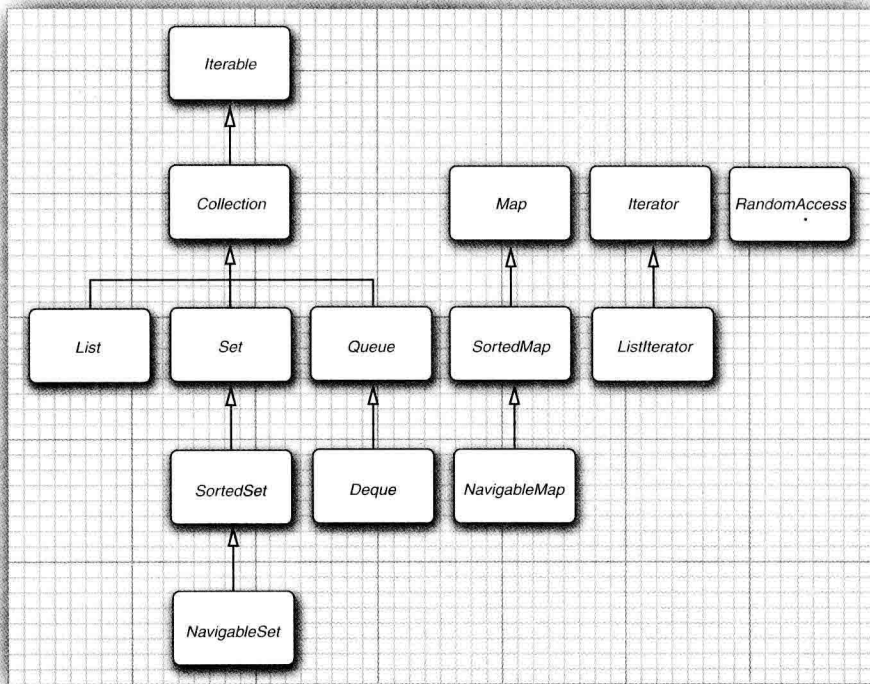 Iterable
Collection
Map
Iterator
RandomAccess
List
Set
Queue
SortedMap
ListIterator
SortedSet
Deque
NavigableMap
NavigableSet